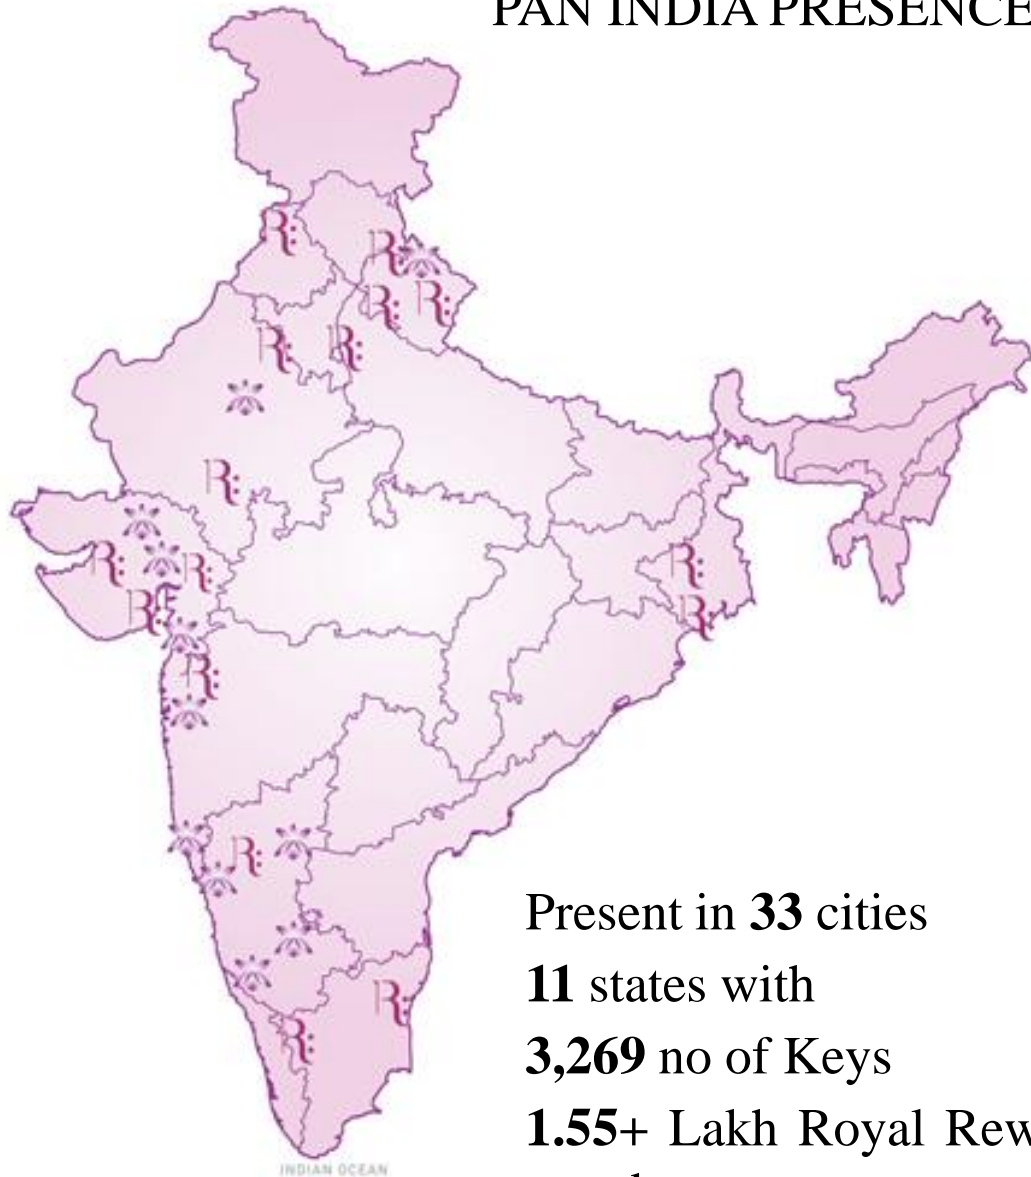 PAN INDIA PRESENCE
Present in 33 cities
11 states with
3,269 no of Keys
1.55+ Lakh Royal
INDIAN OCEAN